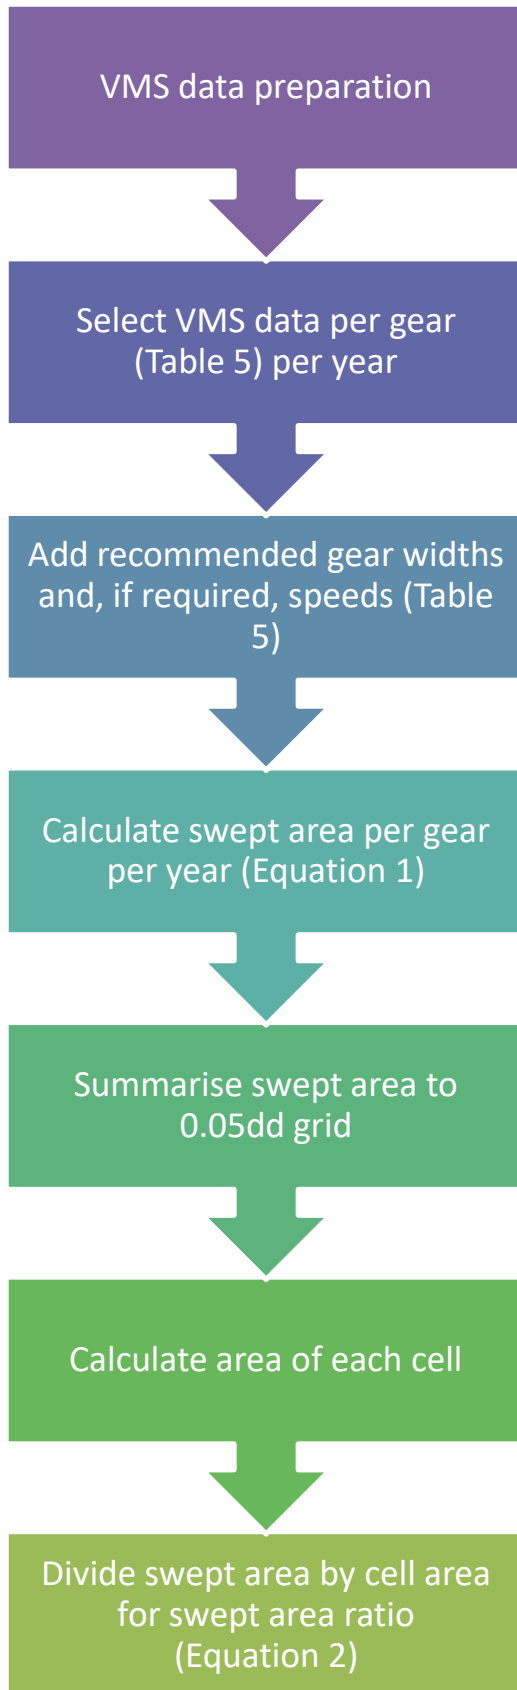 VMS data preparation
Select VMS data per gear
(Table 5) per year
Add recommended gear widths
and, if required, speeds (Table
5)
Calculate swept area per gear
per year (Equation 1)
Summarise swept area to
0.05dd grid
Calculate area of each cell
Divide swept area by cell area
for swept area ratio
(Equation 2)